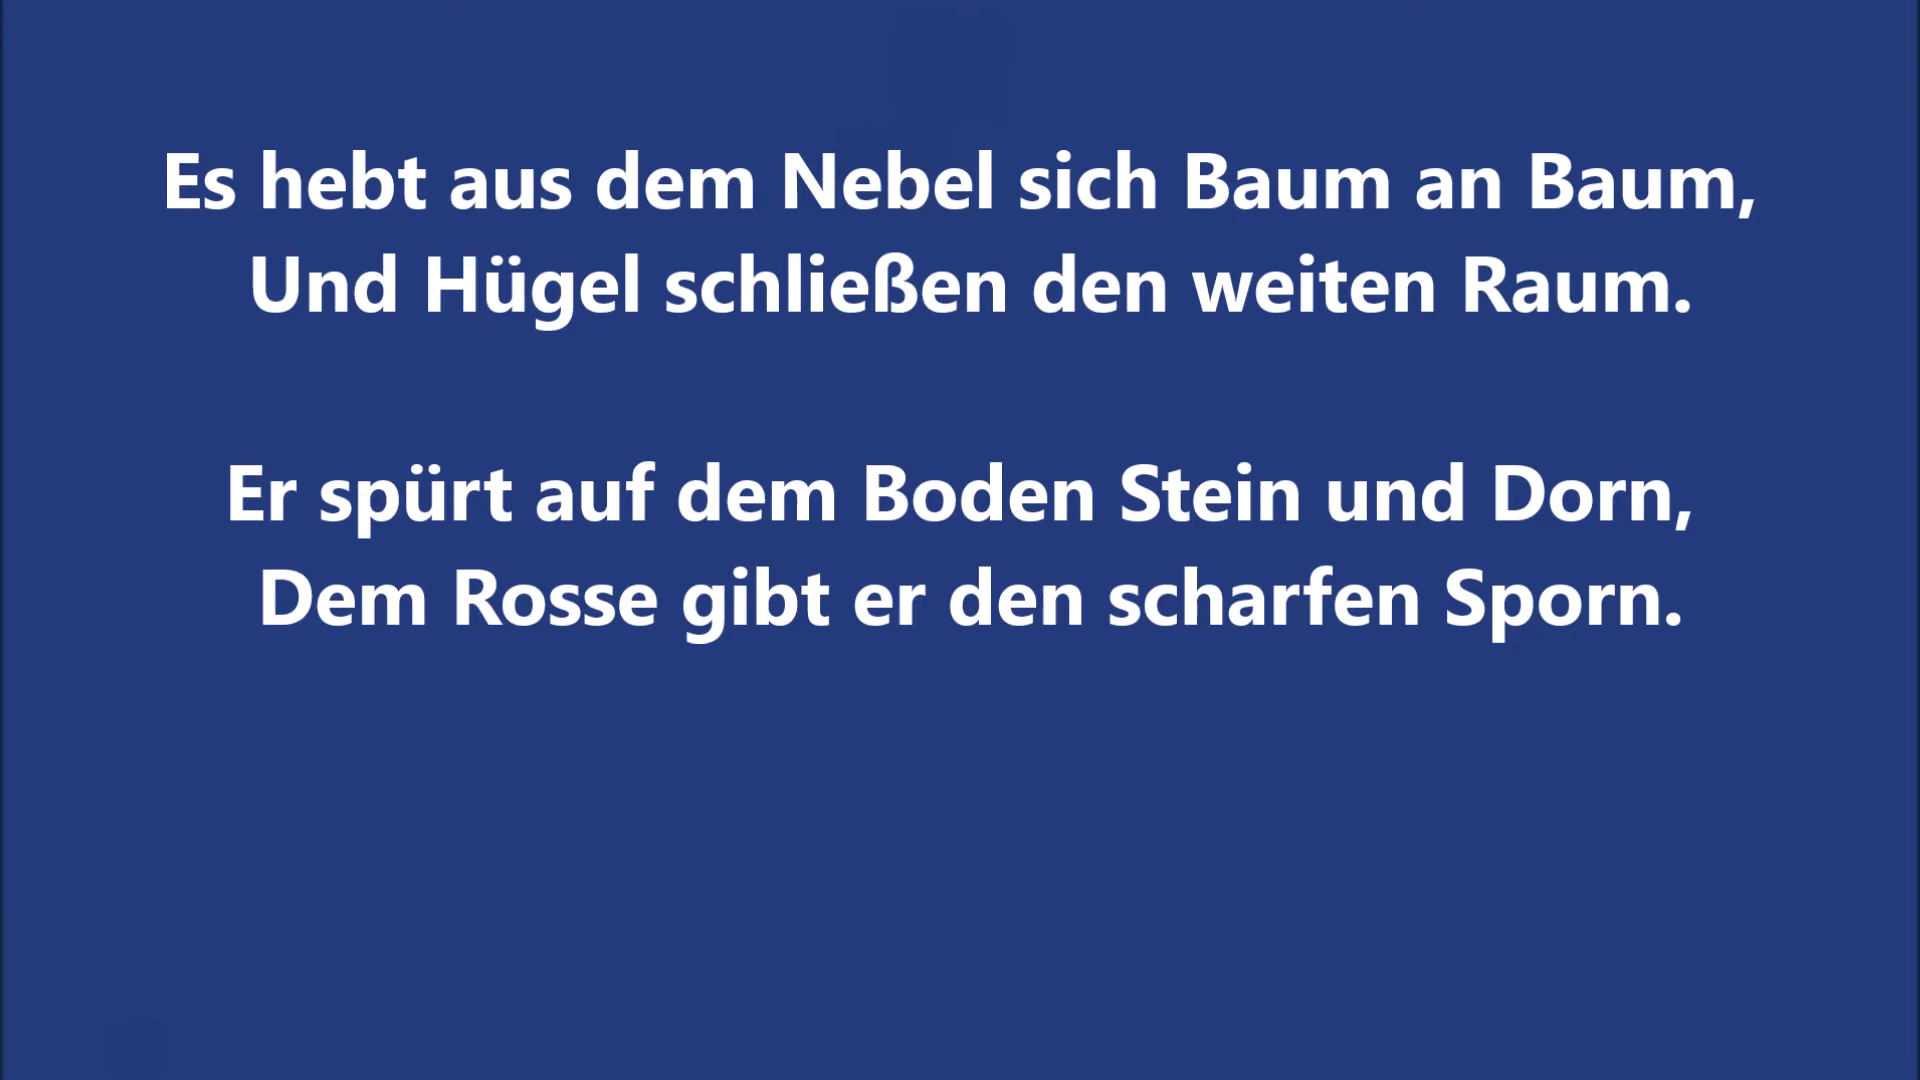 Es hebt aus dem Nebel sich Baum an Baum,
Und Hügel schließen den weiten Raum.
Er spürt auf dem Boden Stein und Dorn,
Dem Rosse gibt er den scharfen Sporn.